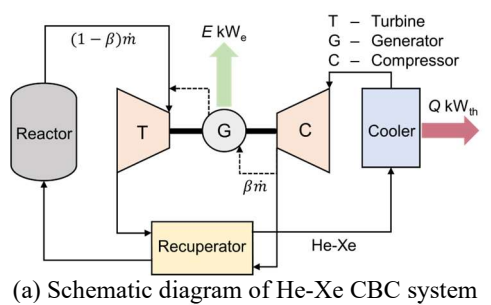 (1 − β)ṁ
E kWₑ
T – Turbine
G – Generator
C – Compressor
Reactor
T
G
C
Cooler
Q kWₜₕ
βṁ
Recuperator
He-Xe
(a) Schematic diagram of He-Xe CBC system